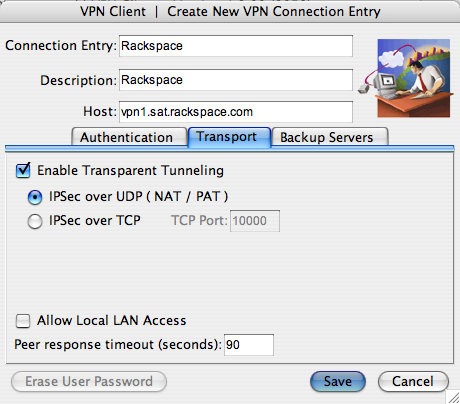 VPN Client | Create New VPN Connection Entry
Connection Entry: Rackspace
Description: Rackspace
Host: vpn1.sat.rackspace.com
Authentication Transport Backup Servers
Enable Transparent Tunneling
IPSec over UDP ( NAT / PAT )
IPSec over TCP TCP Port: 10000
Allow Local LAN Access
Peer response timeout (seconds): 90
Erase User Password Save Cancel